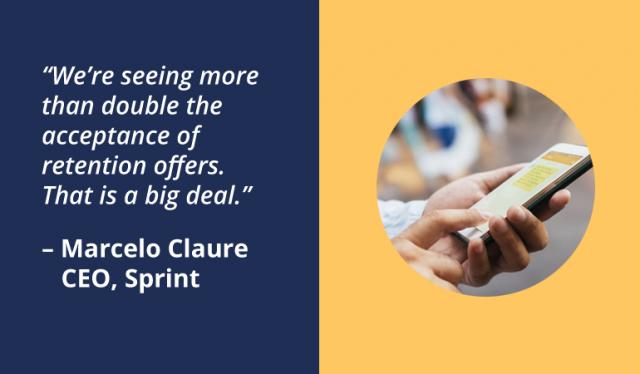 “We’re seeing more
than double the
acceptance of
retention offers.
That is a big deal.”
– Marcelo Claure
CEO, Sprint